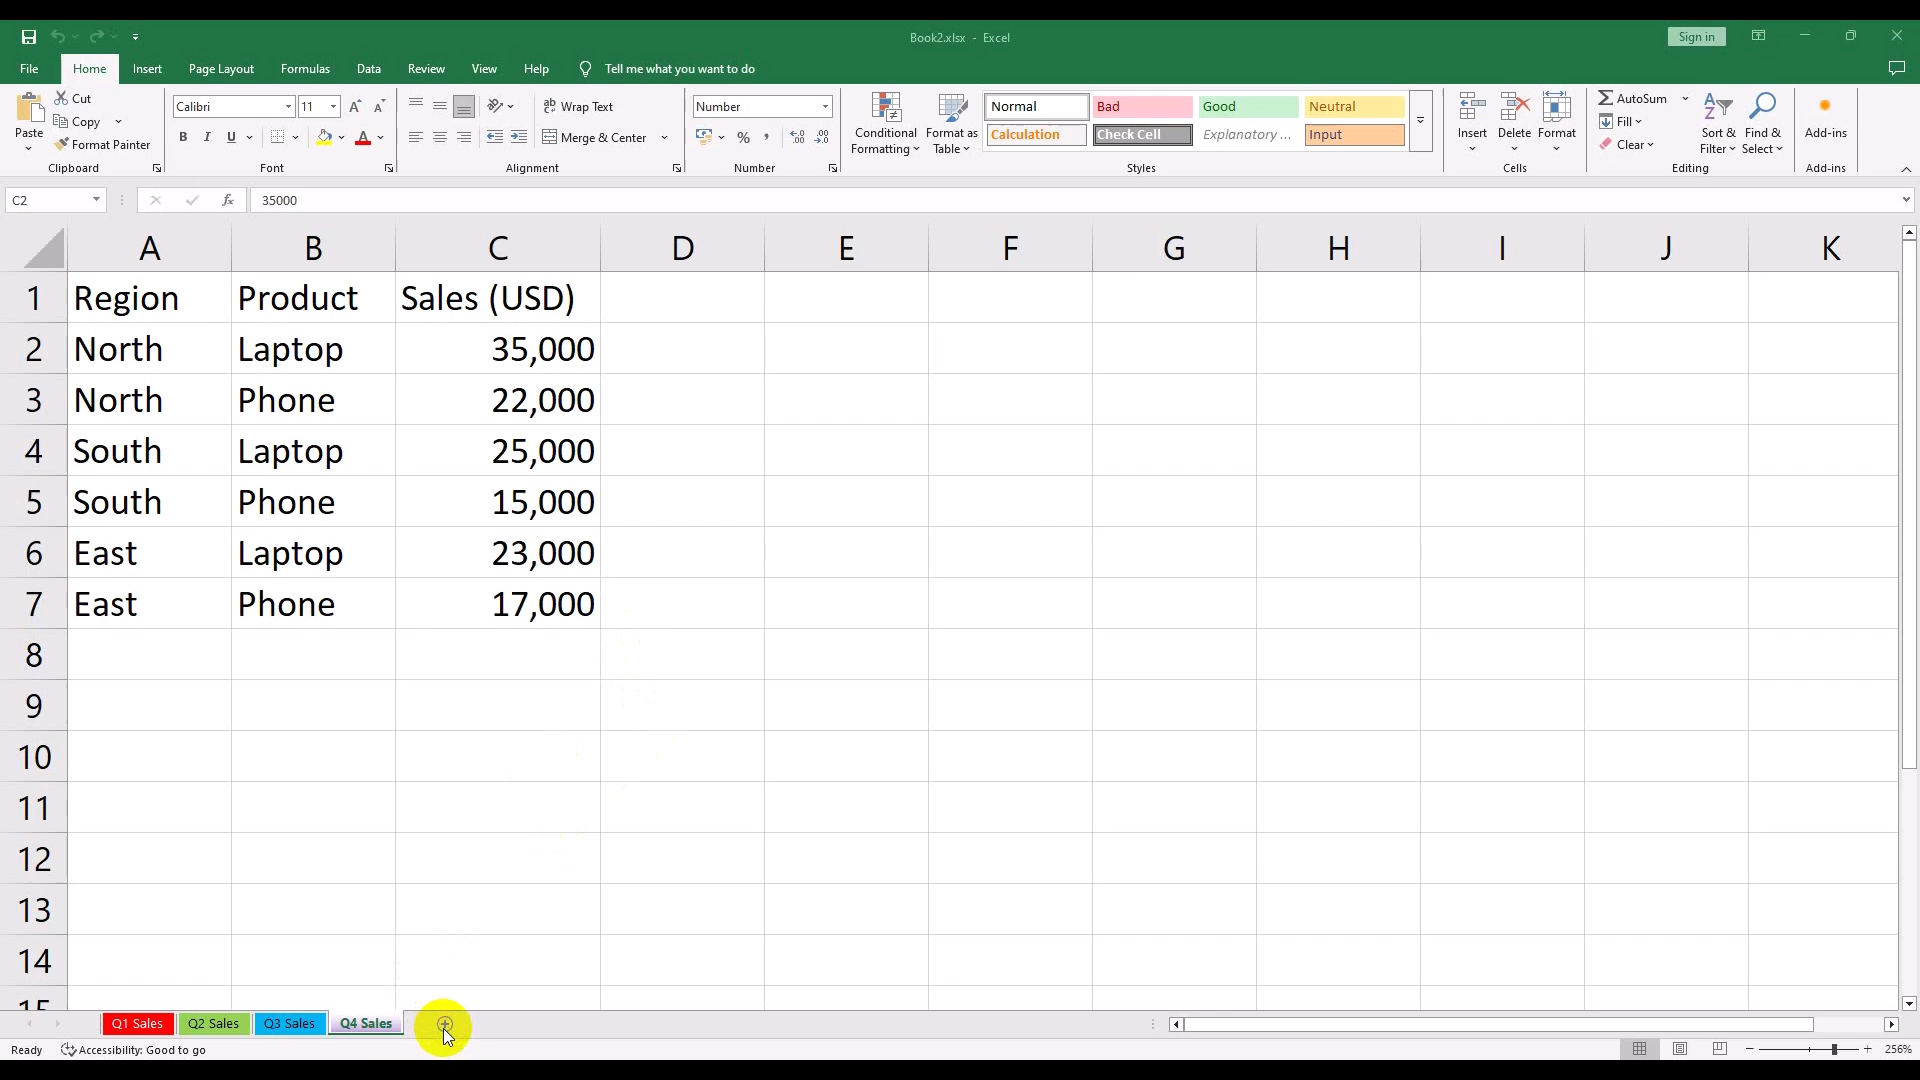 Book2.xlsx - Excel
Sign in
File Home Insert Page Layout Formulas Data Review View Help Tell me what you want to do
Paste
Cut
Copy
Format Painter
Clipboard
Calibri 11
B I U
Font
Wrap Text
Merge & Center
Alignment
Number
Number
Conditional Formatting
Format as Table
Normal Bad Good Neutral
Calculation Check Cell Explanatory ... Input
Styles
Insert Delete Format
Cells
AutoSum
Fill
Clear
Sort & Filter
Find & Select
Editing
Add-ins
Add-ins
C2 fx 35000
A B C D E F G H I J K
1 Region Product Sales (USD)
2 North Laptop 35,000
3 North Phone 22,000
4 South Laptop 25,000
5 South Phone 15,000
6 East Laptop 23,000
7 East Phone 17,000
8
9
10
11
12
13
14
15
Q1 Sales Q2 Sales Q3 Sales Q4 Sales
Ready Accessibility: Good to go 256%